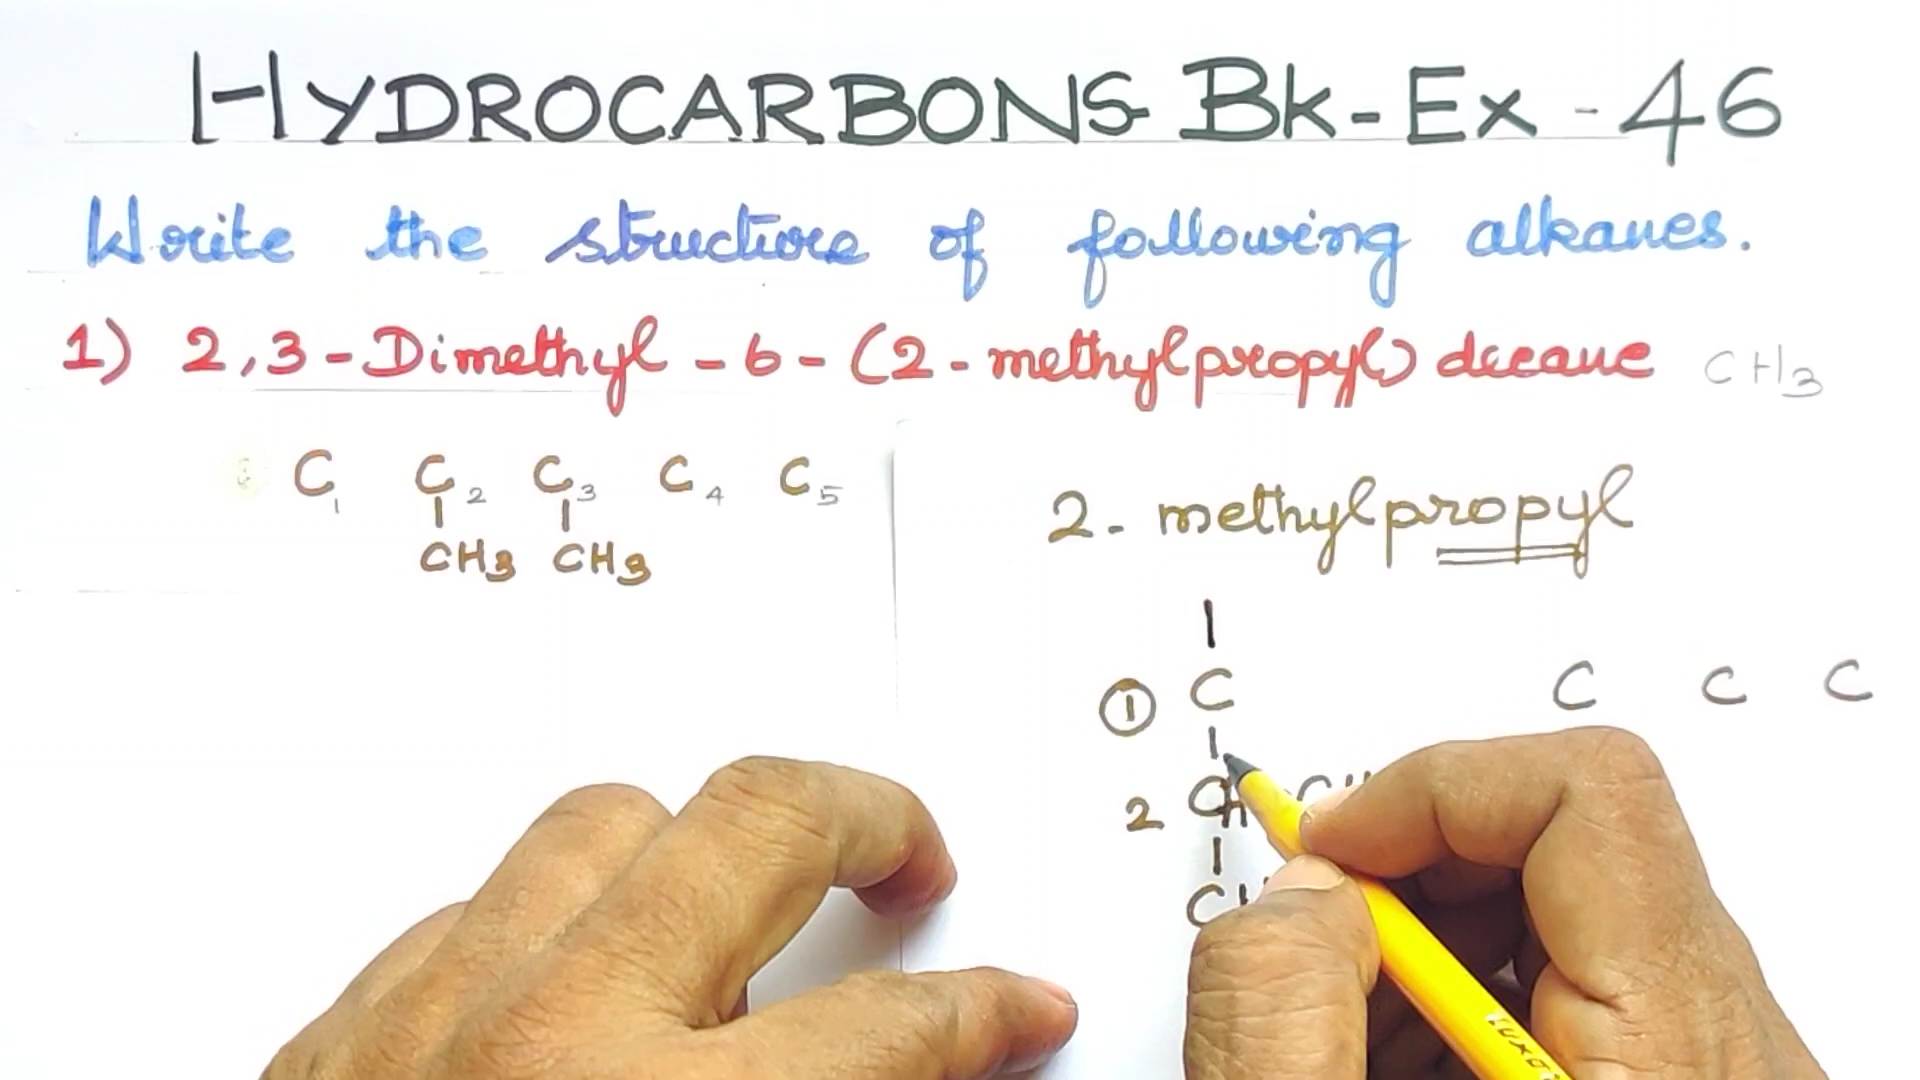 HYDROCARBONS Bk-Ex-46
Write the structure of following alkanes.
1) 2,3-Dimethyl-6-(2-methylpropyl) decane CH3
C1 C2 C3 C4 C5
CH3 CH3
2-methylpropyl
1 C C C C
2 CH